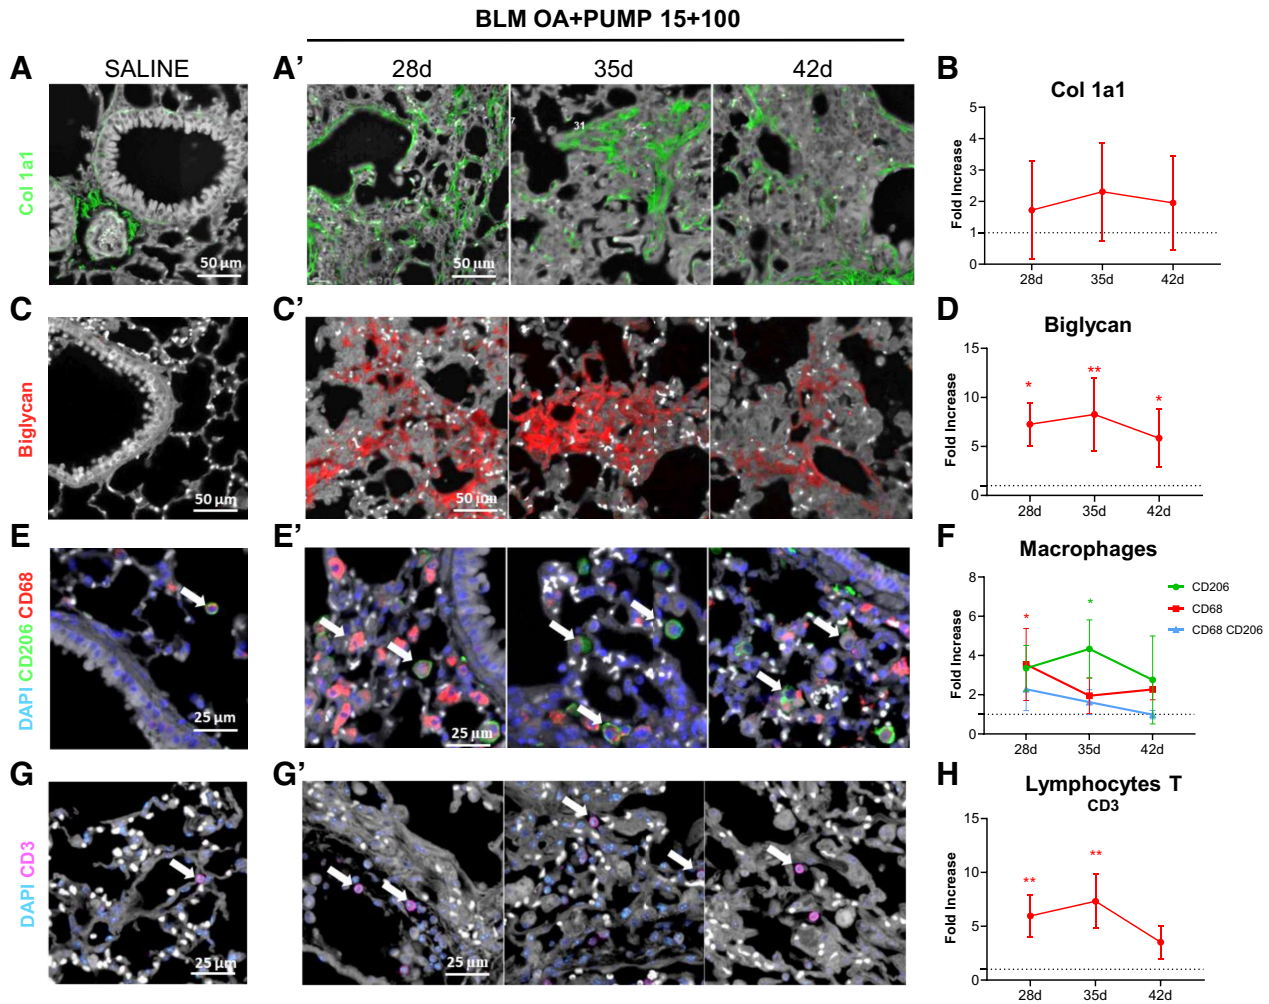 BLM OA+PUMP 15+100
A
SALINE
A'
28d
35d
42d
B
Col 1a1
Col 1a1
50 µm
31
50 µm
Fold Increase
5
4
3
2
1
0
28d
35d
42d
C
C'
D
Biglycan
Biglycan
50 µm
50 µm
Fold Increase
15
10
5
0
*
**
*
28d
35d
42d
E
E'
F
Macrophages
DAPI CD206 CD68
25 µm
25 µm
Fold Increase
8
6
4
2
0
*
*
CD206
CD68
CD68 CD206
28d
35d
42d
G
G'
H
Lymphocytes T
CD3
DAPI CD3
25 µm
25 µm
Fold Increase
15
10
5
0
**
**
28d
35d
42d